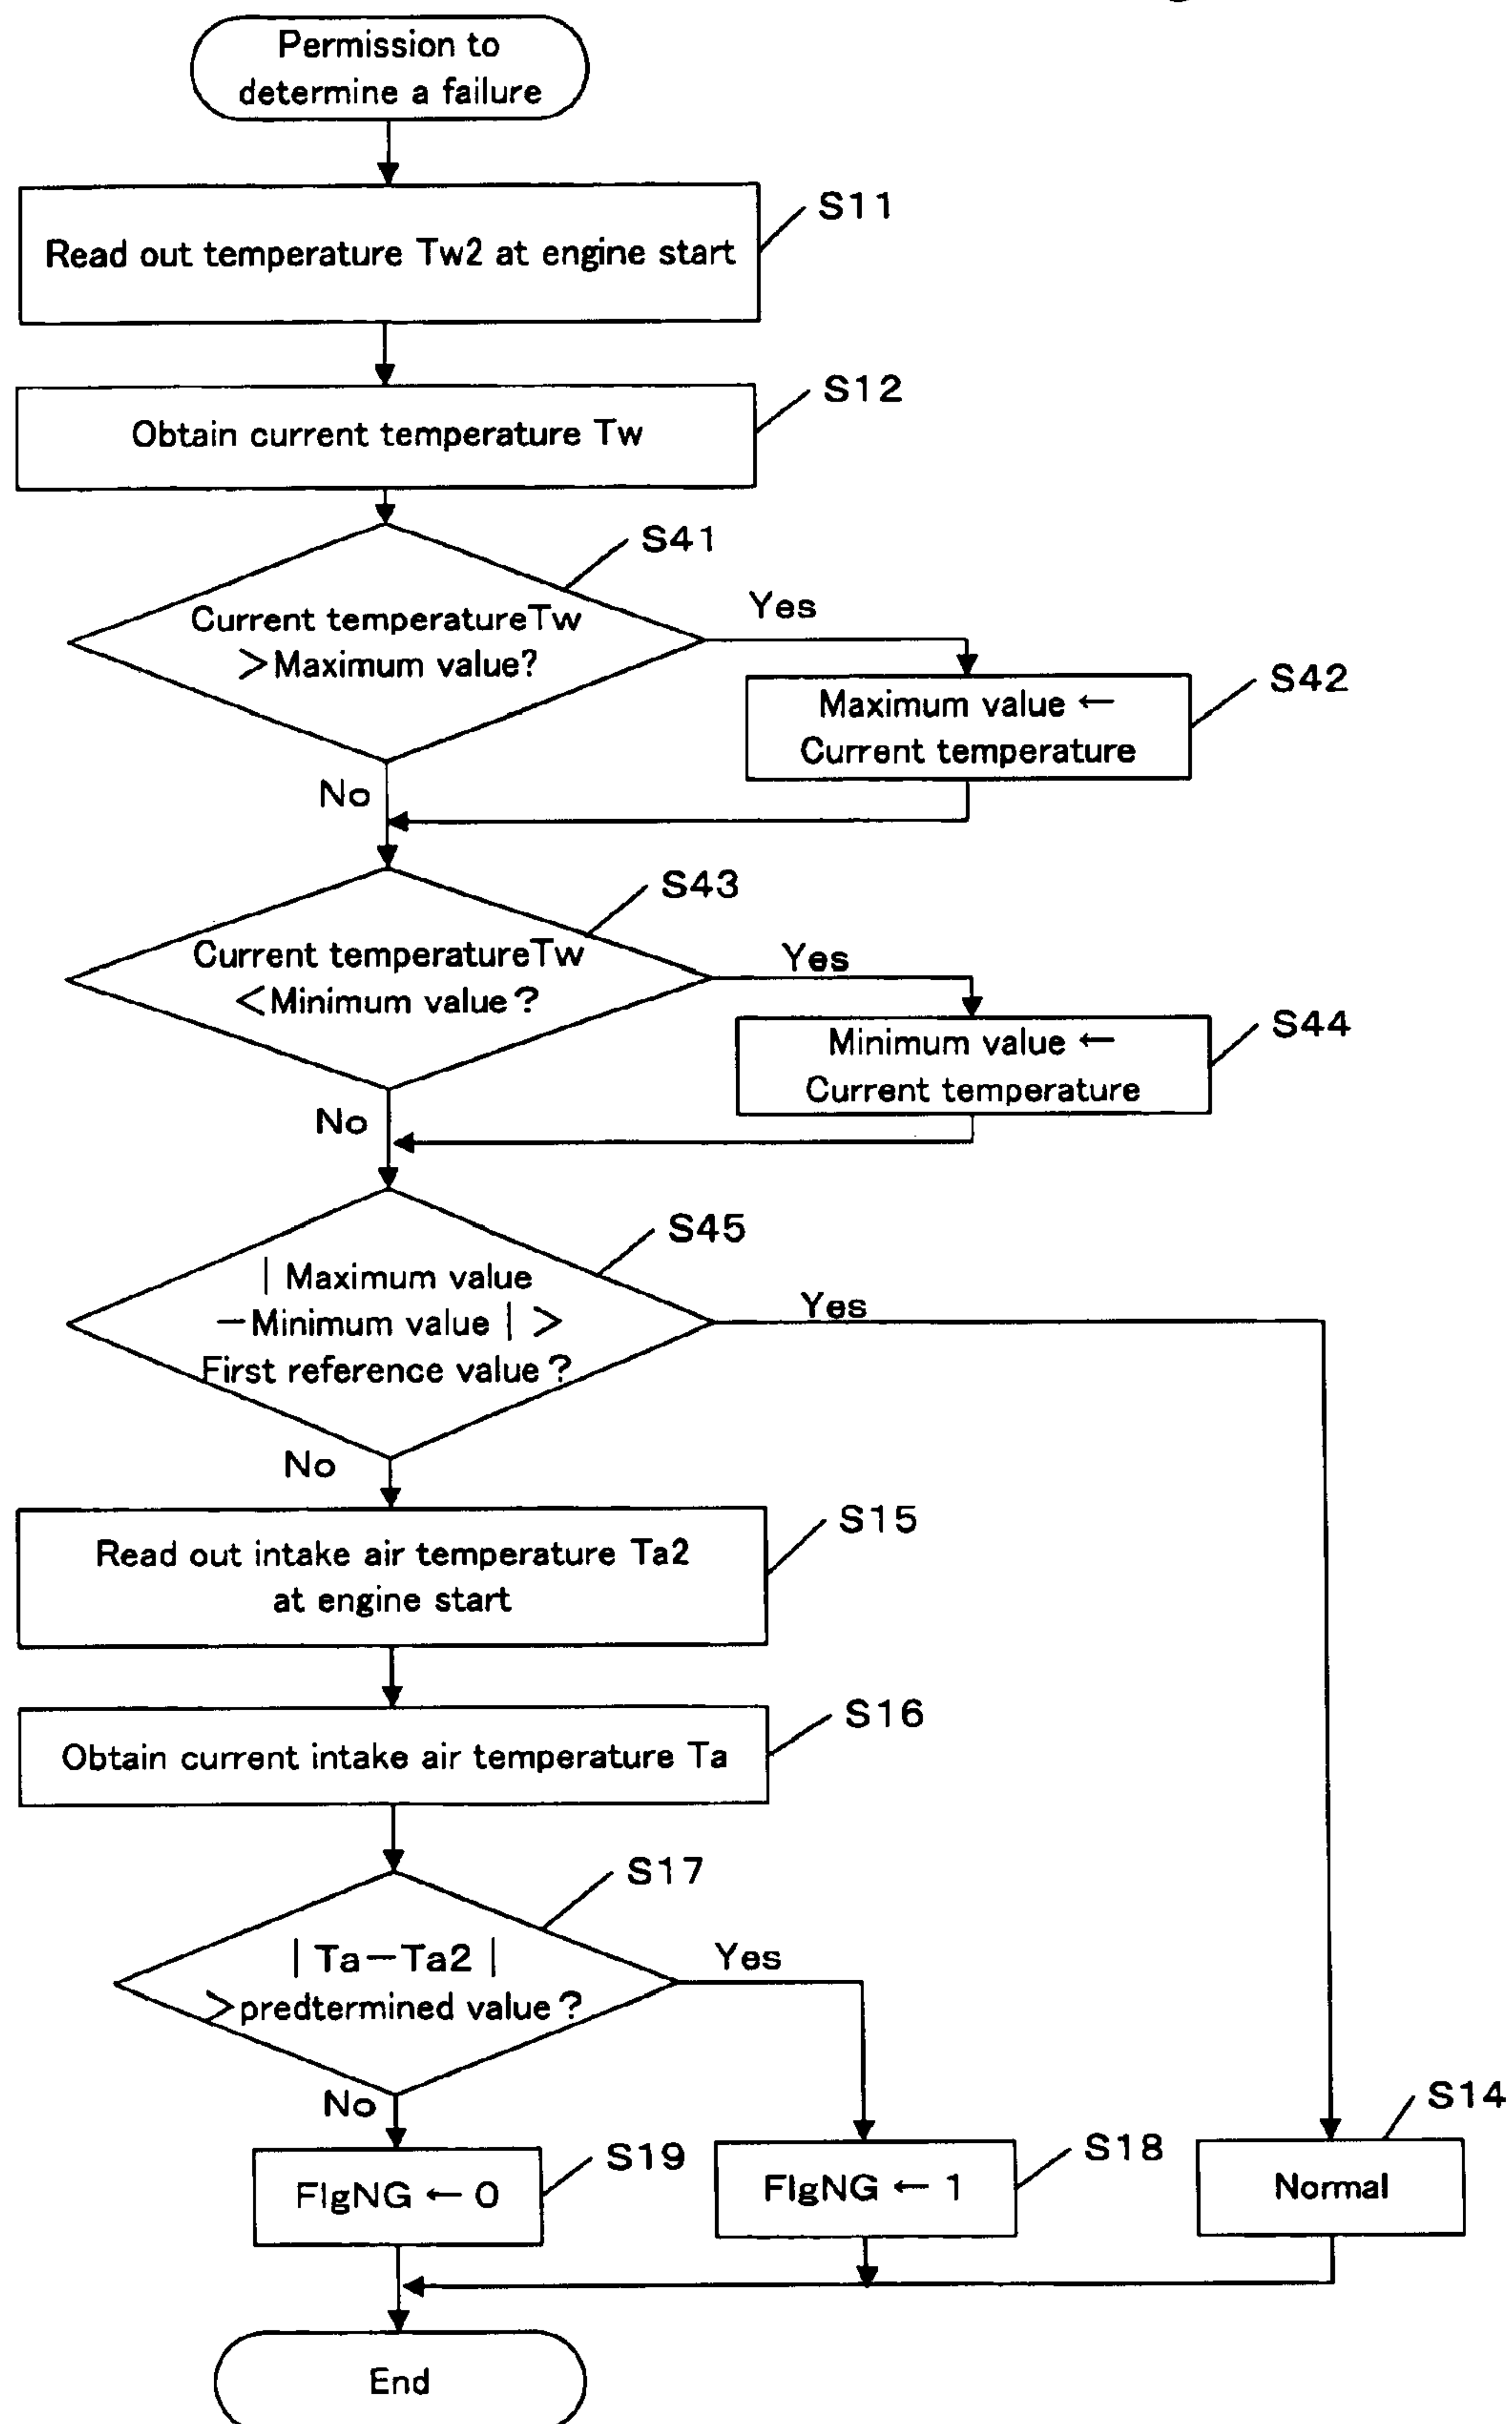 Permission to
determine a failure
S11
Read out temperature Tw2 at engine start
S12
Obtain current temperature Tw
S41
Current temperatureTw
>Maximum value?
Yes
S42
Maximum value ←
Current temperature
No
S43
Current temperatureTw
<Minimum value?
Yes
S44
Minimum value ←
Current temperature
No
S45
| Maximum value
−Minimum value | >
First reference value?
Yes
No
S15
Read out intake air temperature Ta2
at engine start
S16
Obtain current intake air temperature Ta
S17
| Ta−Ta2 |
>predtermined value?
Yes
No
S19
FlgNG ← 0
S18
FlgNG ← 1
S14
Normal
End